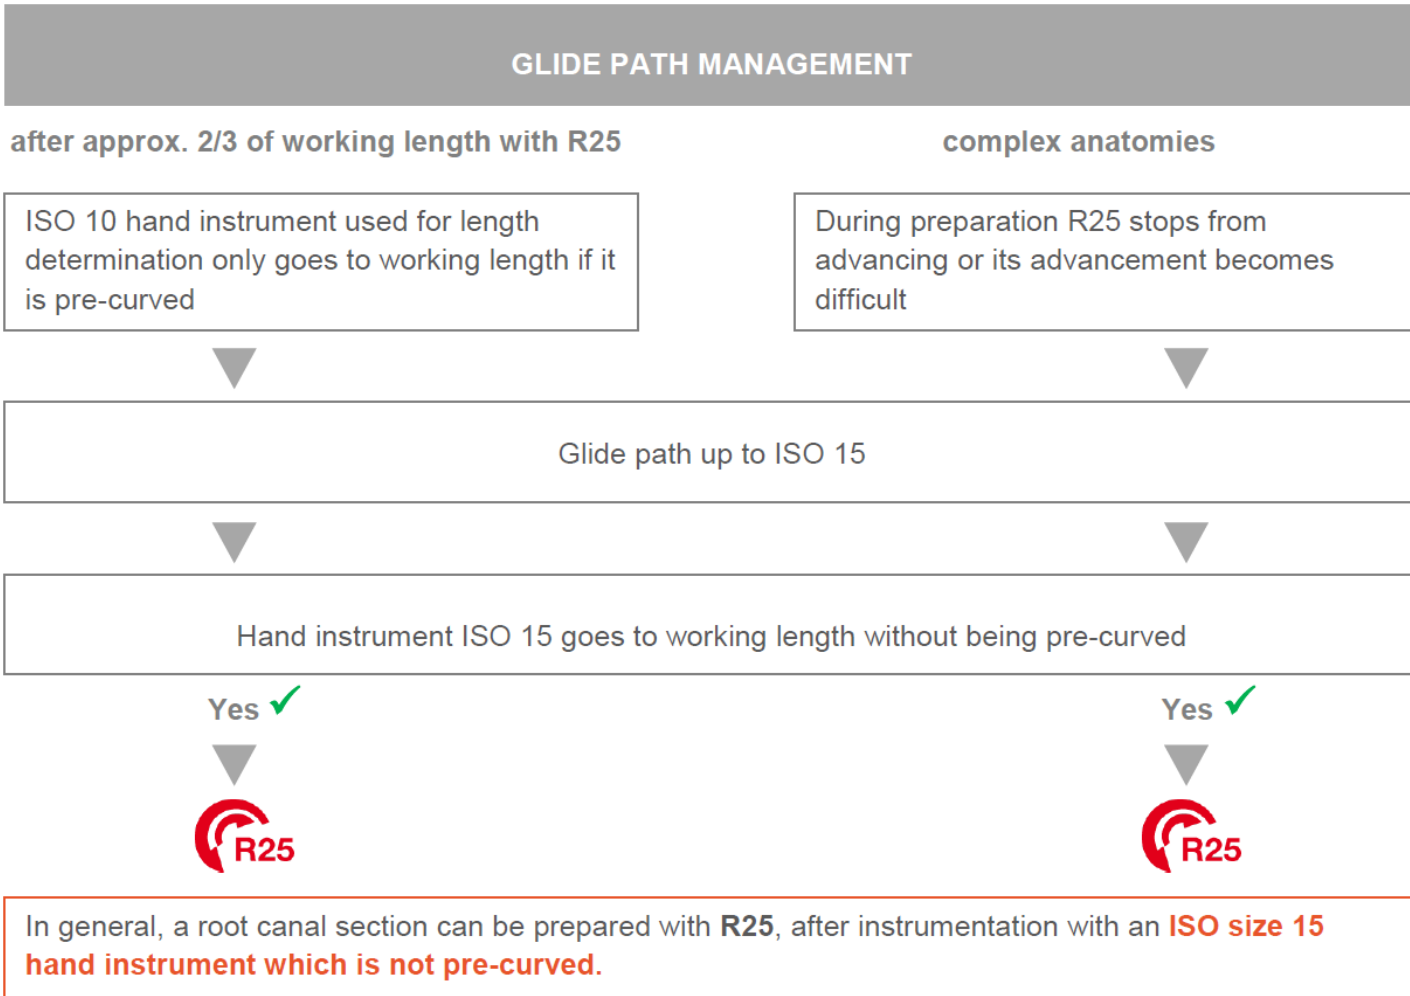 GLIDE PATH MANAGEMENT
after approx. 2/3 of working length with R25
complex anatomies
ISO 10 hand instrument used for length
determination only goes to working length if it
is pre-curved
During preparation R25 stops from
advancing or its advancement becomes
difficult
Glide path up to ISO 15
Hand instrument ISO 15 goes to working length without being pre-curved
Yes
Yes
R25
R25
In general, a root canal section can be prepared with R25, after instrumentation with an ISO size 15
hand instrument which is not pre-curved.